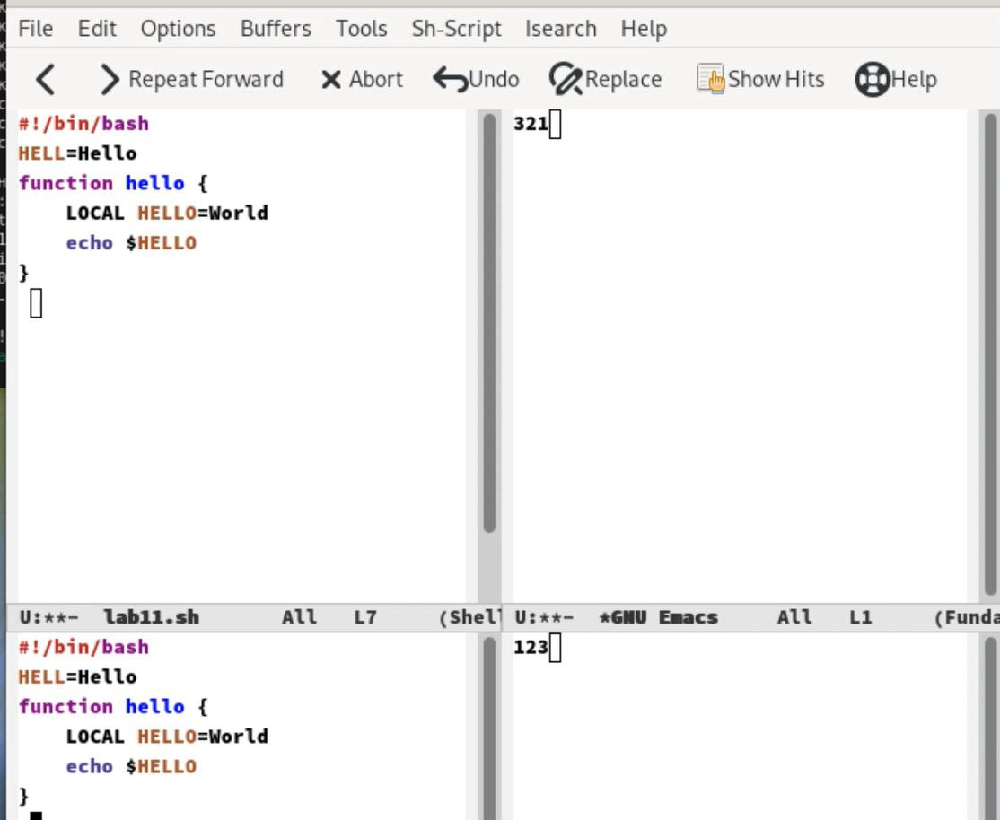 File Edit Options Buffers Tools Sh-Script Isearch Help
Repeat Forward Abort Undo Replace Show Hits Help
#!/bin/bash
HELL=Hello
function hello {
    LOCAL HELLO=World
    echo $HELLO
}
321
U:**-  lab11.sh       All   L7     (Shell
U:**-  *GNU Emacs     All   L1     (Funda
#!/bin/bash
HELL=Hello
function hello {
    LOCAL HELLO=World
    echo $HELLO
}
123